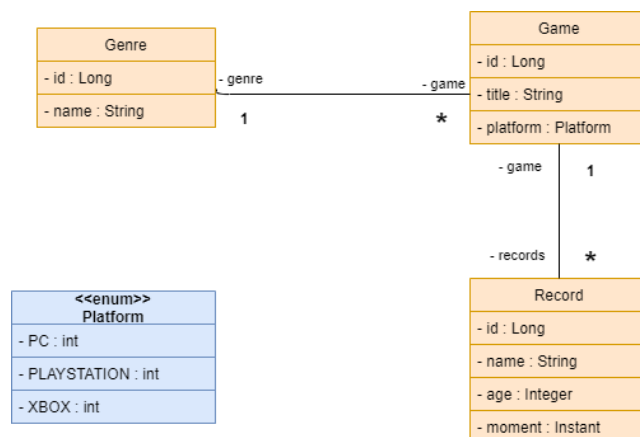 Genre
- id : Long
- name : String
- genre
1
- game
*
Game
- id : Long
- title : String
- platform : Platform
- game
1
- records
*
Record
- id : Long
- name : String
- age : Integer
- moment : Instant
<<enum>>
Platform
- PC : int
- PLAYSTATION : int
- XBOX : int